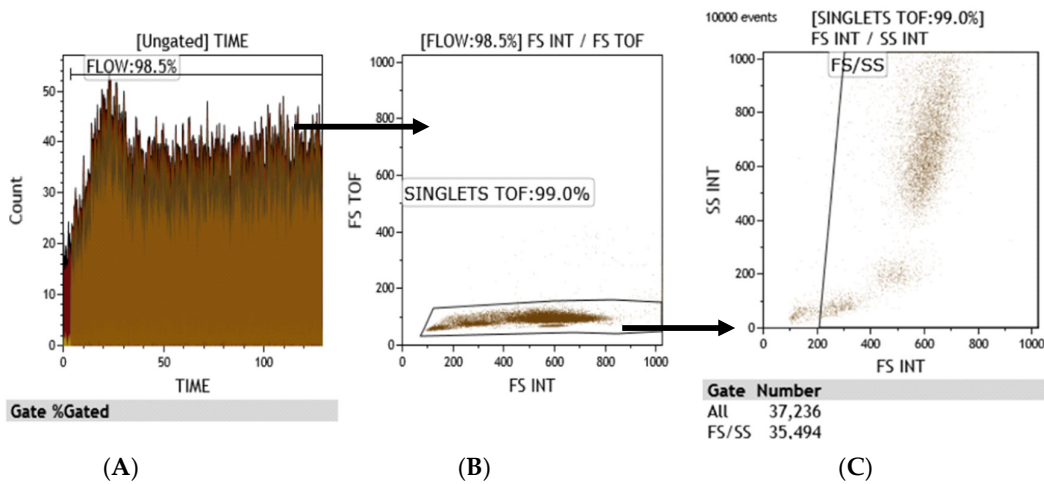 [Ungated] TIME
FLOW:98.5%
Count
50
40
30
20
10
0
0
50
100
TIME
Gate %Gated
(A)
[FLOW:98.5%] FS INT / FS TOF
SINGLETS TOF:99.0%
FS TOF
1000
800
600
400
200
0
0
200
400
600
800
1000
FS INT
(B)
10000 events
[SINGLETS TOF:99.0%]
FS INT / SS INT
FS/SS
SS INT
1000
800
600
400
200
0
0
200
400
600
800
1000
FS INT
Gate Number
All 37,236
FS/SS 35,494
(C)